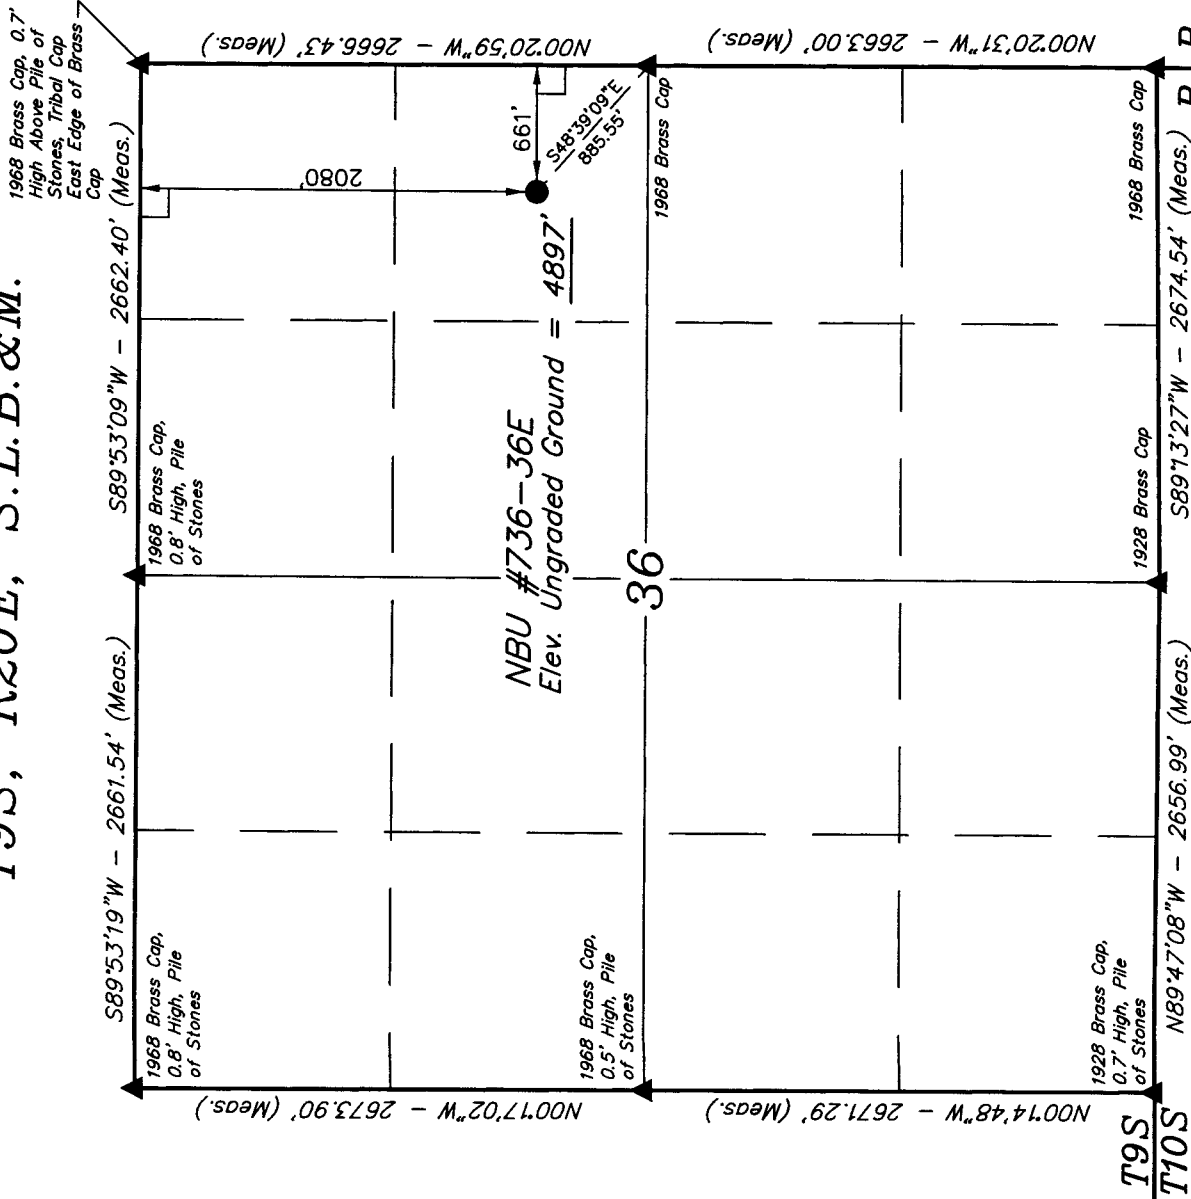 T9S, R20E, S.L.B.&M.
1968 Brass Cap, 0.7'
High Above Pile of
Stones, Tribal Cap
East Edge of Brass
Cap
S89°53'19"W - 2661.54' (Meas.)
S89°53'09"W - 2662.40' (Meas.)
1968 Brass Cap,
0.8' High, Pile
of Stones
1968 Brass Cap,
0.8' High, Pile
of Stones
N00°17'02"W - 2673.90' (Meas.)
2080'
661'
N00°20'59"W - 2666.43' (Meas.)
S48°39'09"E
885.55'
NBU #736-36E
Elev. Ungraded Ground = 4897'
1968 Brass Cap,
0.5' High, Pile
of Stones
36
1968 Brass Cap
N00°14'48"W - 2671.29' (Meas.)
N00°20'31"W - 2663.00' (Meas.)
1928 Brass Cap,
0.7' High, Pile
of Stones
1928 Brass Cap
1968 Brass Cap
T9S
T10S
N89°47'08"W - 2656.99' (Meas.)
S89°13'27"W - 2674.54' (Meas.)
R
R